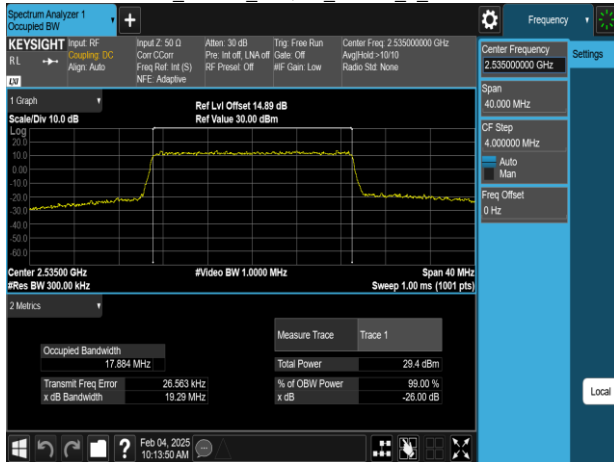 Spectrum Analyzer 1
Occupied BW
Frequency
KEYSIGHT
RL
LXI
Input: RF
Coupling: DC
Align: Auto
Input Z: 50 Ω
Corr CCorr
Freq Ref: Int (S)
NFE: Adaptive
Atten: 30 dB
Pre: Int off, LNA off
RF Preset: Off
Trig: Free Run
Gate: Off
#IF Gain: Low
Center Freq: 2.535000000 GHz
Avg|Hold:>10/10
Radio Std: None
Center Frequency
2.535000000 GHz
Settings
Span
40.000 MHz
CF Step
4.000000 MHz
Auto
Man
Freq Offset
0 Hz
Local
1 Graph
Scale/Div 10.0 dB
Ref Lvl Offset 14.89 dB
Ref Value 30.00 dBm
Log
20.0
10.0
0.00
-10.0
-20.0
-30.0
-40.0
-50.0
-60.0
Center 2.53500 GHz
#Res BW 300.00 kHz
#Video BW 1.0000 MHz
Span 40 MHz
Sweep 1.00 ms (1001 pts)
2 Metrics
Measure Trace Trace 1
Occupied Bandwidth
17.884 MHz
Total Power 29.4 dBm
Transmit Freq Error 26.563 kHz
% of OBW Power 99.00 %
x dB Bandwidth 19.29 MHz
x dB -26.00 dB
?
Feb 04, 2025
10:13:50 AM